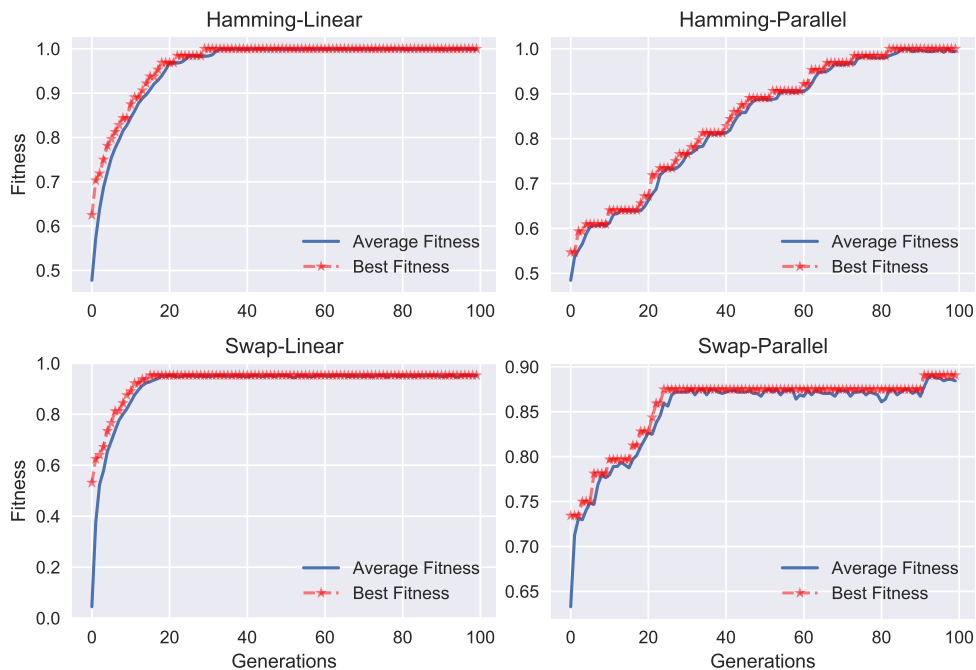 Hamming-Linear
1.0
0.9
0.8
0.7
0.6
0.5
Fitness
Average Fitness
Best Fitness
0 20 40 60 80 100
Hamming-Parallel
1.0
0.9
0.8
0.7
0.6
0.5
Average Fitness
Best Fitness
0 20 40 60 80 100
Swap-Linear
1.0
0.8
0.6
0.4
0.2
0.0
Fitness
Average Fitness
Best Fitness
0 20 40 60 80 100
Generations
Swap-Parallel
0.90
0.85
0.80
0.75
0.70
0.65
Average Fitness
Best Fitness
0 20 40 60 80 100
Generations